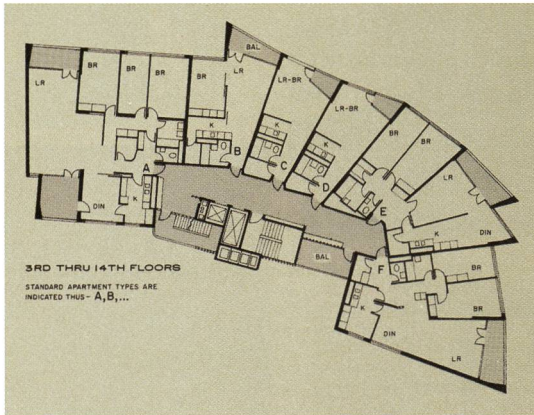 BAL
LR
BR
BR
BR
BR
LR
LR-BR
LR-BR
BR
BR
K
B
K
C
K
D
A
E
LR
DIN
K
K
DIN
BAL
F
BR
BR
K
DIN
LR
3RD THRU 14TH FLOORS
STANDARD APARTMENT TYPES ARE
INDICATED THUS- A,B,...